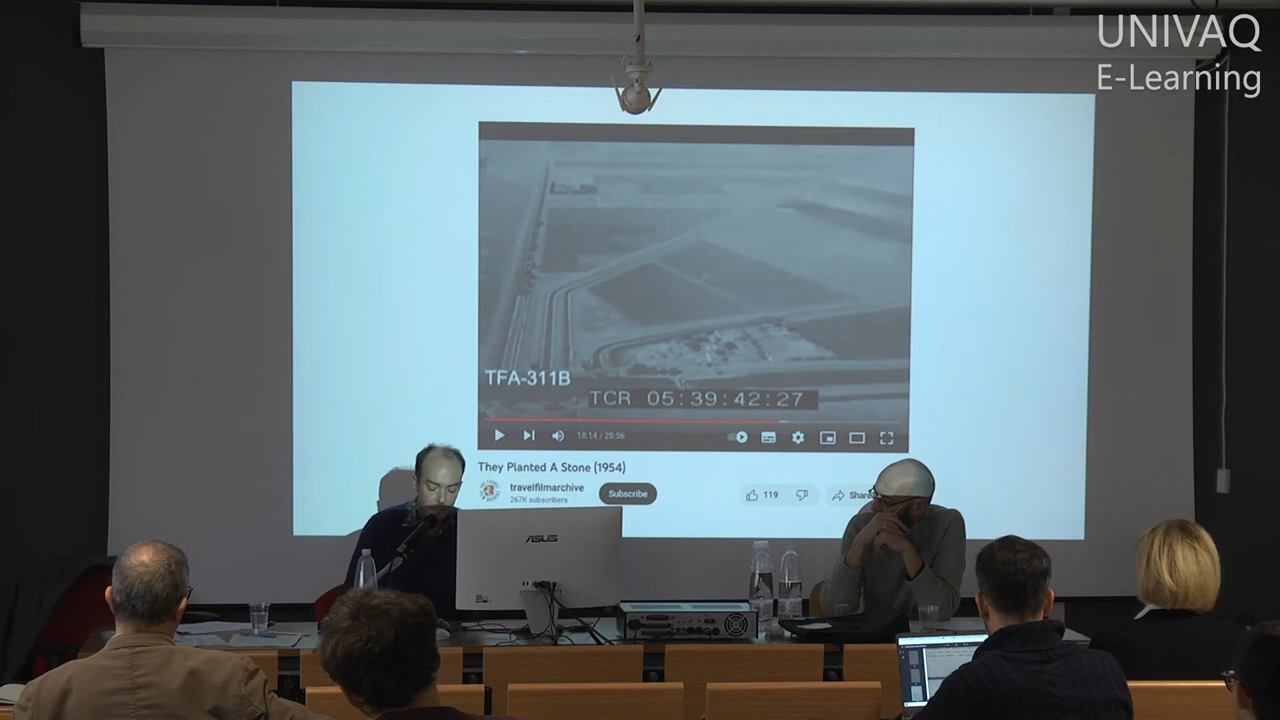 UNIVAQ
E-Learning
TFA-311B
TCR 05:39:42:27
18:14 / 25:56
They Planted A Stone (1954)
travelfilmarchive
267K subscribers
Subscribe
119
Share
ASUS